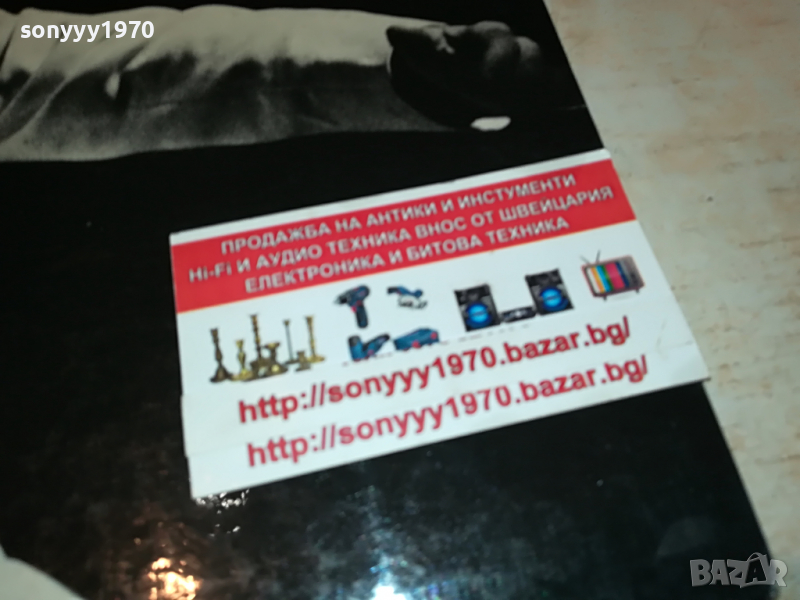 sonyyy1970
ПРОДАЖБА НА АНТИКИ И ИНСТУМЕНТИ
Hi-Fi И АУДИО ТЕХНИКА ВНОС ОТ ШВЕЙЦАРИЯ
ЕЛЕКТРОНИКА И БИТОВА ТЕХНИКА
http://sonyyy1970.bazar.bg/
http://sonyyy1970.bazar.bg/
BAZAR